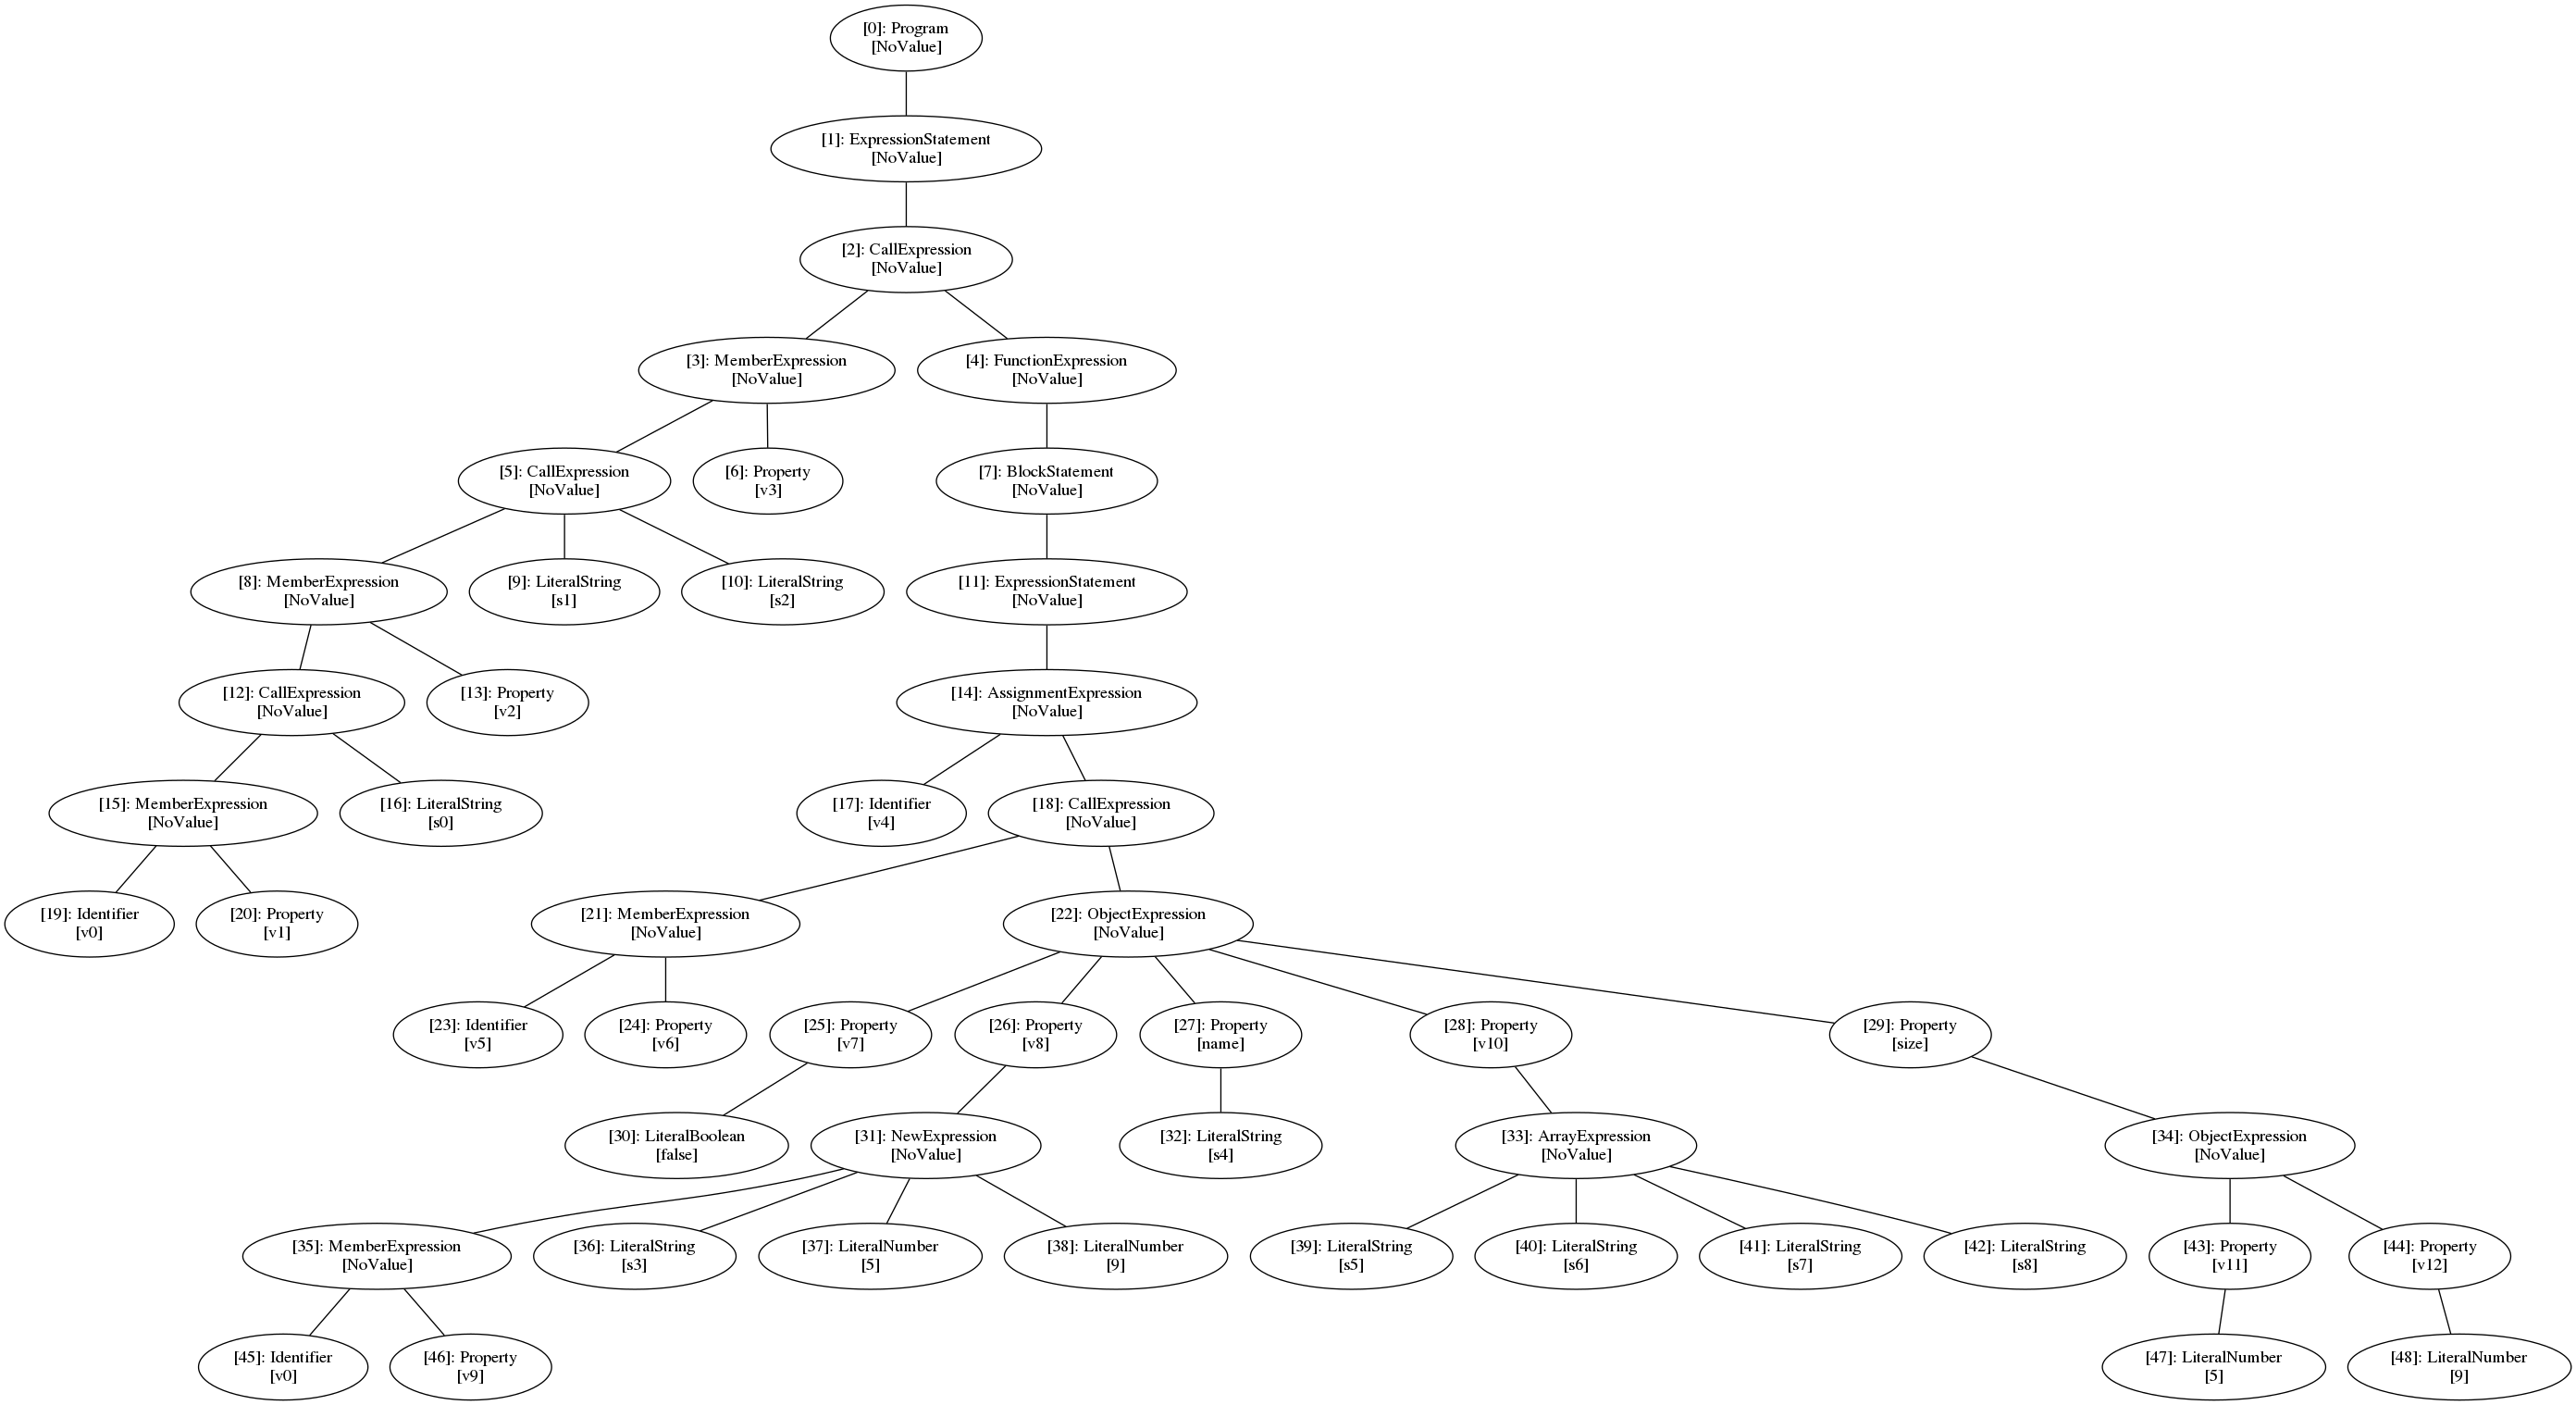 [0]: Program
[NoValue]
[1]: ExpressionStatement
[NoValue]
[2]: CallExpression
[NoValue]
[3]: MemberExpression
[NoValue]
[4]: FunctionExpression
[NoValue]
[5]: CallExpression
[NoValue]
[6]: Property
[v3]
[7]: BlockStatement
[NoValue]
[8]: MemberExpression
[NoValue]
[9]: LiteralString
[s1]
[10]: LiteralString
[s2]
[11]: ExpressionStatement
[NoValue]
[12]: CallExpression
[NoValue]
[13]: Property
[v2]
[14]: AssignmentExpression
[NoValue]
[15]: MemberExpression
[NoValue]
[16]: LiteralString
[s0]
[17]: Identifier
[v4]
[18]: CallExpression
[NoValue]
[19]: Identifier
[v0]
[20]: Property
[v1]
[21]: MemberExpression
[NoValue]
[22]: ObjectExpression
[NoValue]
[23]: Identifier
[v5]
[24]: Property
[v6]
[25]: Property
[v7]
[26]: Property
[v8]
[27]: Property
[name]
[28]: Property
[v10]
[29]: Property
[size]
[30]: LiteralBoolean
[false]
[31]: NewExpression
[NoValue]
[32]: LiteralString
[s4]
[33]: ArrayExpression
[NoValue]
[34]: ObjectExpression
[NoValue]
[35]: MemberExpression
[NoValue]
[36]: LiteralString
[s3]
[37]: LiteralNumber
[5]
[38]: LiteralNumber
[9]
[39]: LiteralString
[s5]
[40]: LiteralString
[s6]
[41]: LiteralString
[s7]
[42]: LiteralString
[s8]
[43]: Property
[v11]
[44]: Property
[v12]
[45]: Identifier
[v0]
[46]: Property
[v9]
[47]: LiteralNumber
[5]
[48]: LiteralNumber
[9]